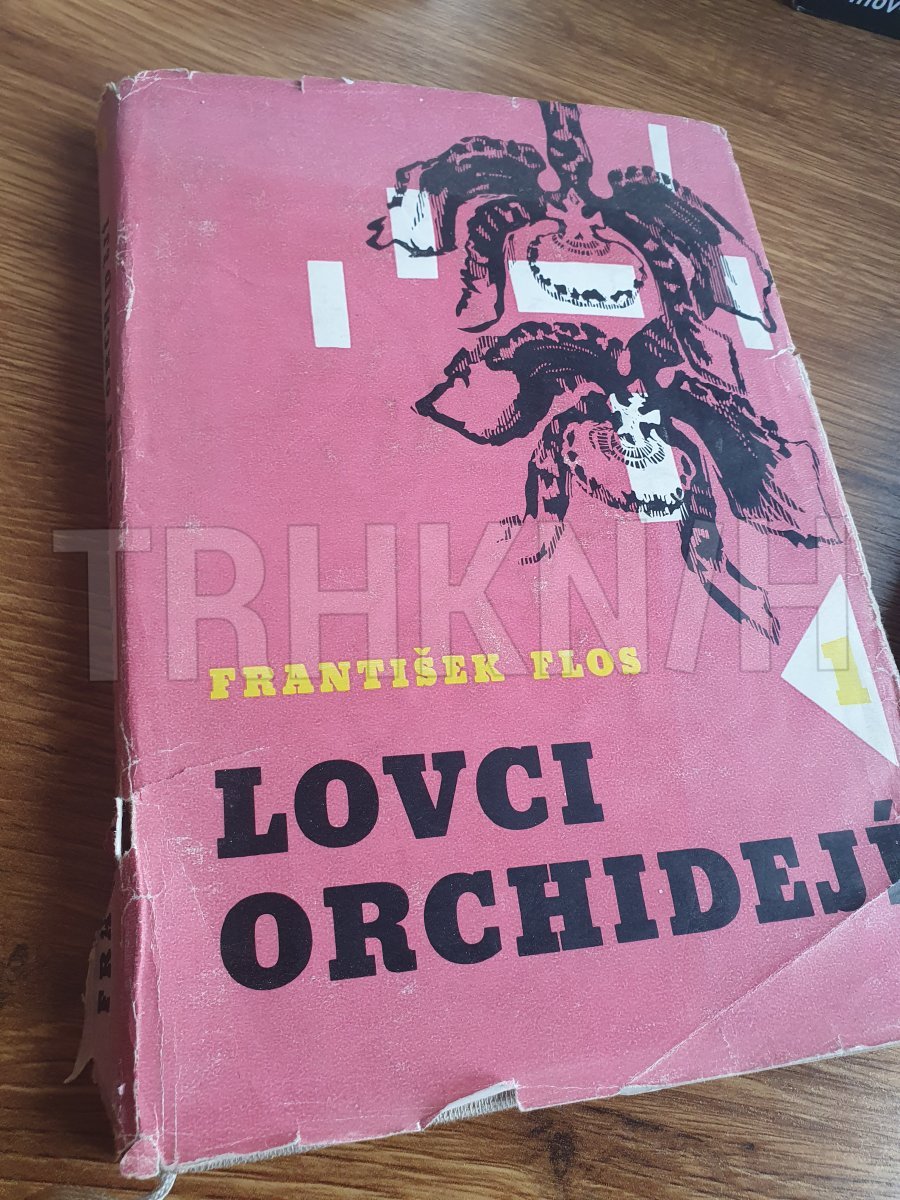 TRHKNIH
FRANTIŠEK FLOS
1
LOVCI
ORCHIDEJÍ